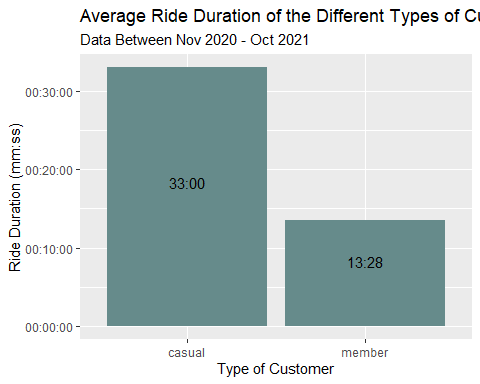 Average Ride Duration of the Different Types of Cu
Data Between Nov 2020 - Oct 2021
Ride Duration (mm:ss)
00:30:00
00:20:00
00:10:00
00:00:00
33:00
13:28
casual
member
Type of Customer